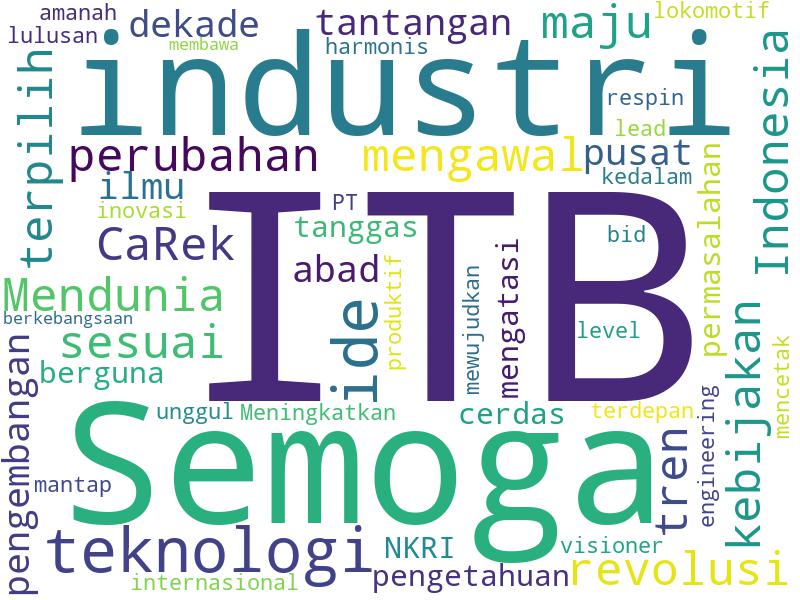 amanah
lulusan
dekade
membawa
tantangan
harmonis
maju
lokomotif
industri
terpilih
Indonesia
respin
lead
perubahan
mengawal
pusat
kedalam
ilmu
inovasi
PT
ITB
CaRek
tanggas
abad
bid
permasalahan
Mendunia
berkebangsaan
sesuai
berguna
ide
produktif
mewujudkan
mengatasi
level
kebijakan
mencetak
pengembangan
unggul
Meningkatkan
cerdas
terdepan
engineering
Semoga
tren
mantap
teknologi
NKRI
visioner
internasional
pengetahuan
revolusi